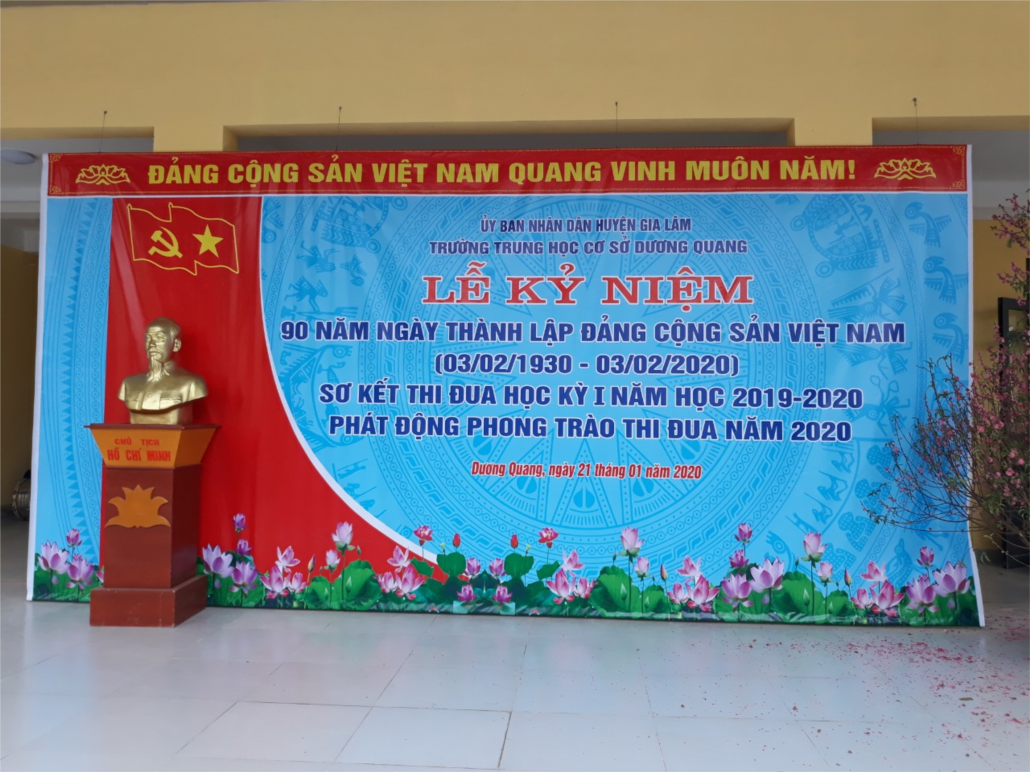 ĐẢNG CỘNG SẢN VIỆT NAM QUANG VINH MUÔN NĂM!
ỦY BAN NHÂN DÂN HUYỆN GIA LÂM
TRƯỜNG TRUNG HỌC CƠ SỞ DƯƠNG QUANG
LỄ KỶ NIỆM
90 NĂM NGÀY THÀNH LẬP ĐẢNG CỘNG SẢN VIỆT NAM
(03/02/1930 - 03/02/2020)
SƠ KẾT THI ĐUA HỌC KỲ I NĂM HỌC 2019-2020
PHÁT ĐỘNG PHONG TRÀO THI ĐUA NĂM 2020
Dương Quang, ngày 21 tháng 01 năm 2020
CHỦ TỊCH
HỒ CHÍ MINH